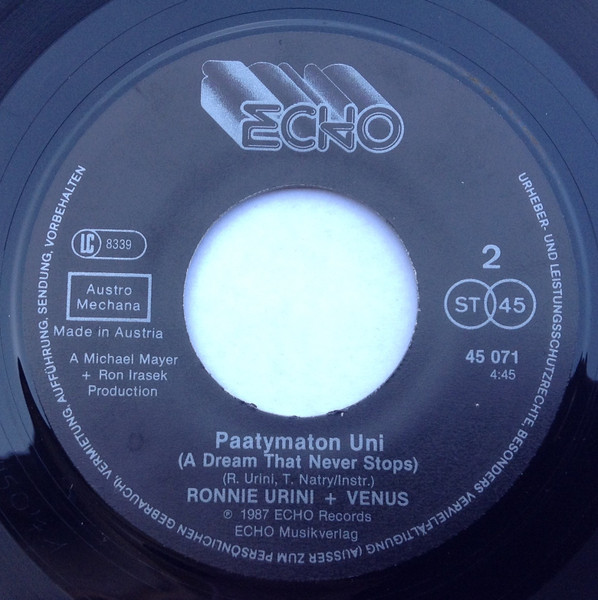 ECHO
LC 8339
Austro
Mechana
Made in Austria
A Michael Mayer
+ Ron Irasek
Production
2
ST 45
45 071
4:45
Paatymaton Uni
(A Dream That Never Stops)
(R. Urini, T. Natry/Instr.)
RONNIE URINI + VENUS
℗ 1987 ECHO Records
ECHO Musikverlag
URHEBER- UND LEISTUNGSSCHUTZRECHTE, BESONDERS VERVIELFÄLTIGUNG (AUSSER ZUM PERSÖNLICHEN GEBRAUCH), VERMIETUNG, AUFFÜHRUNG, SENDUNG, VORBEHALTEN